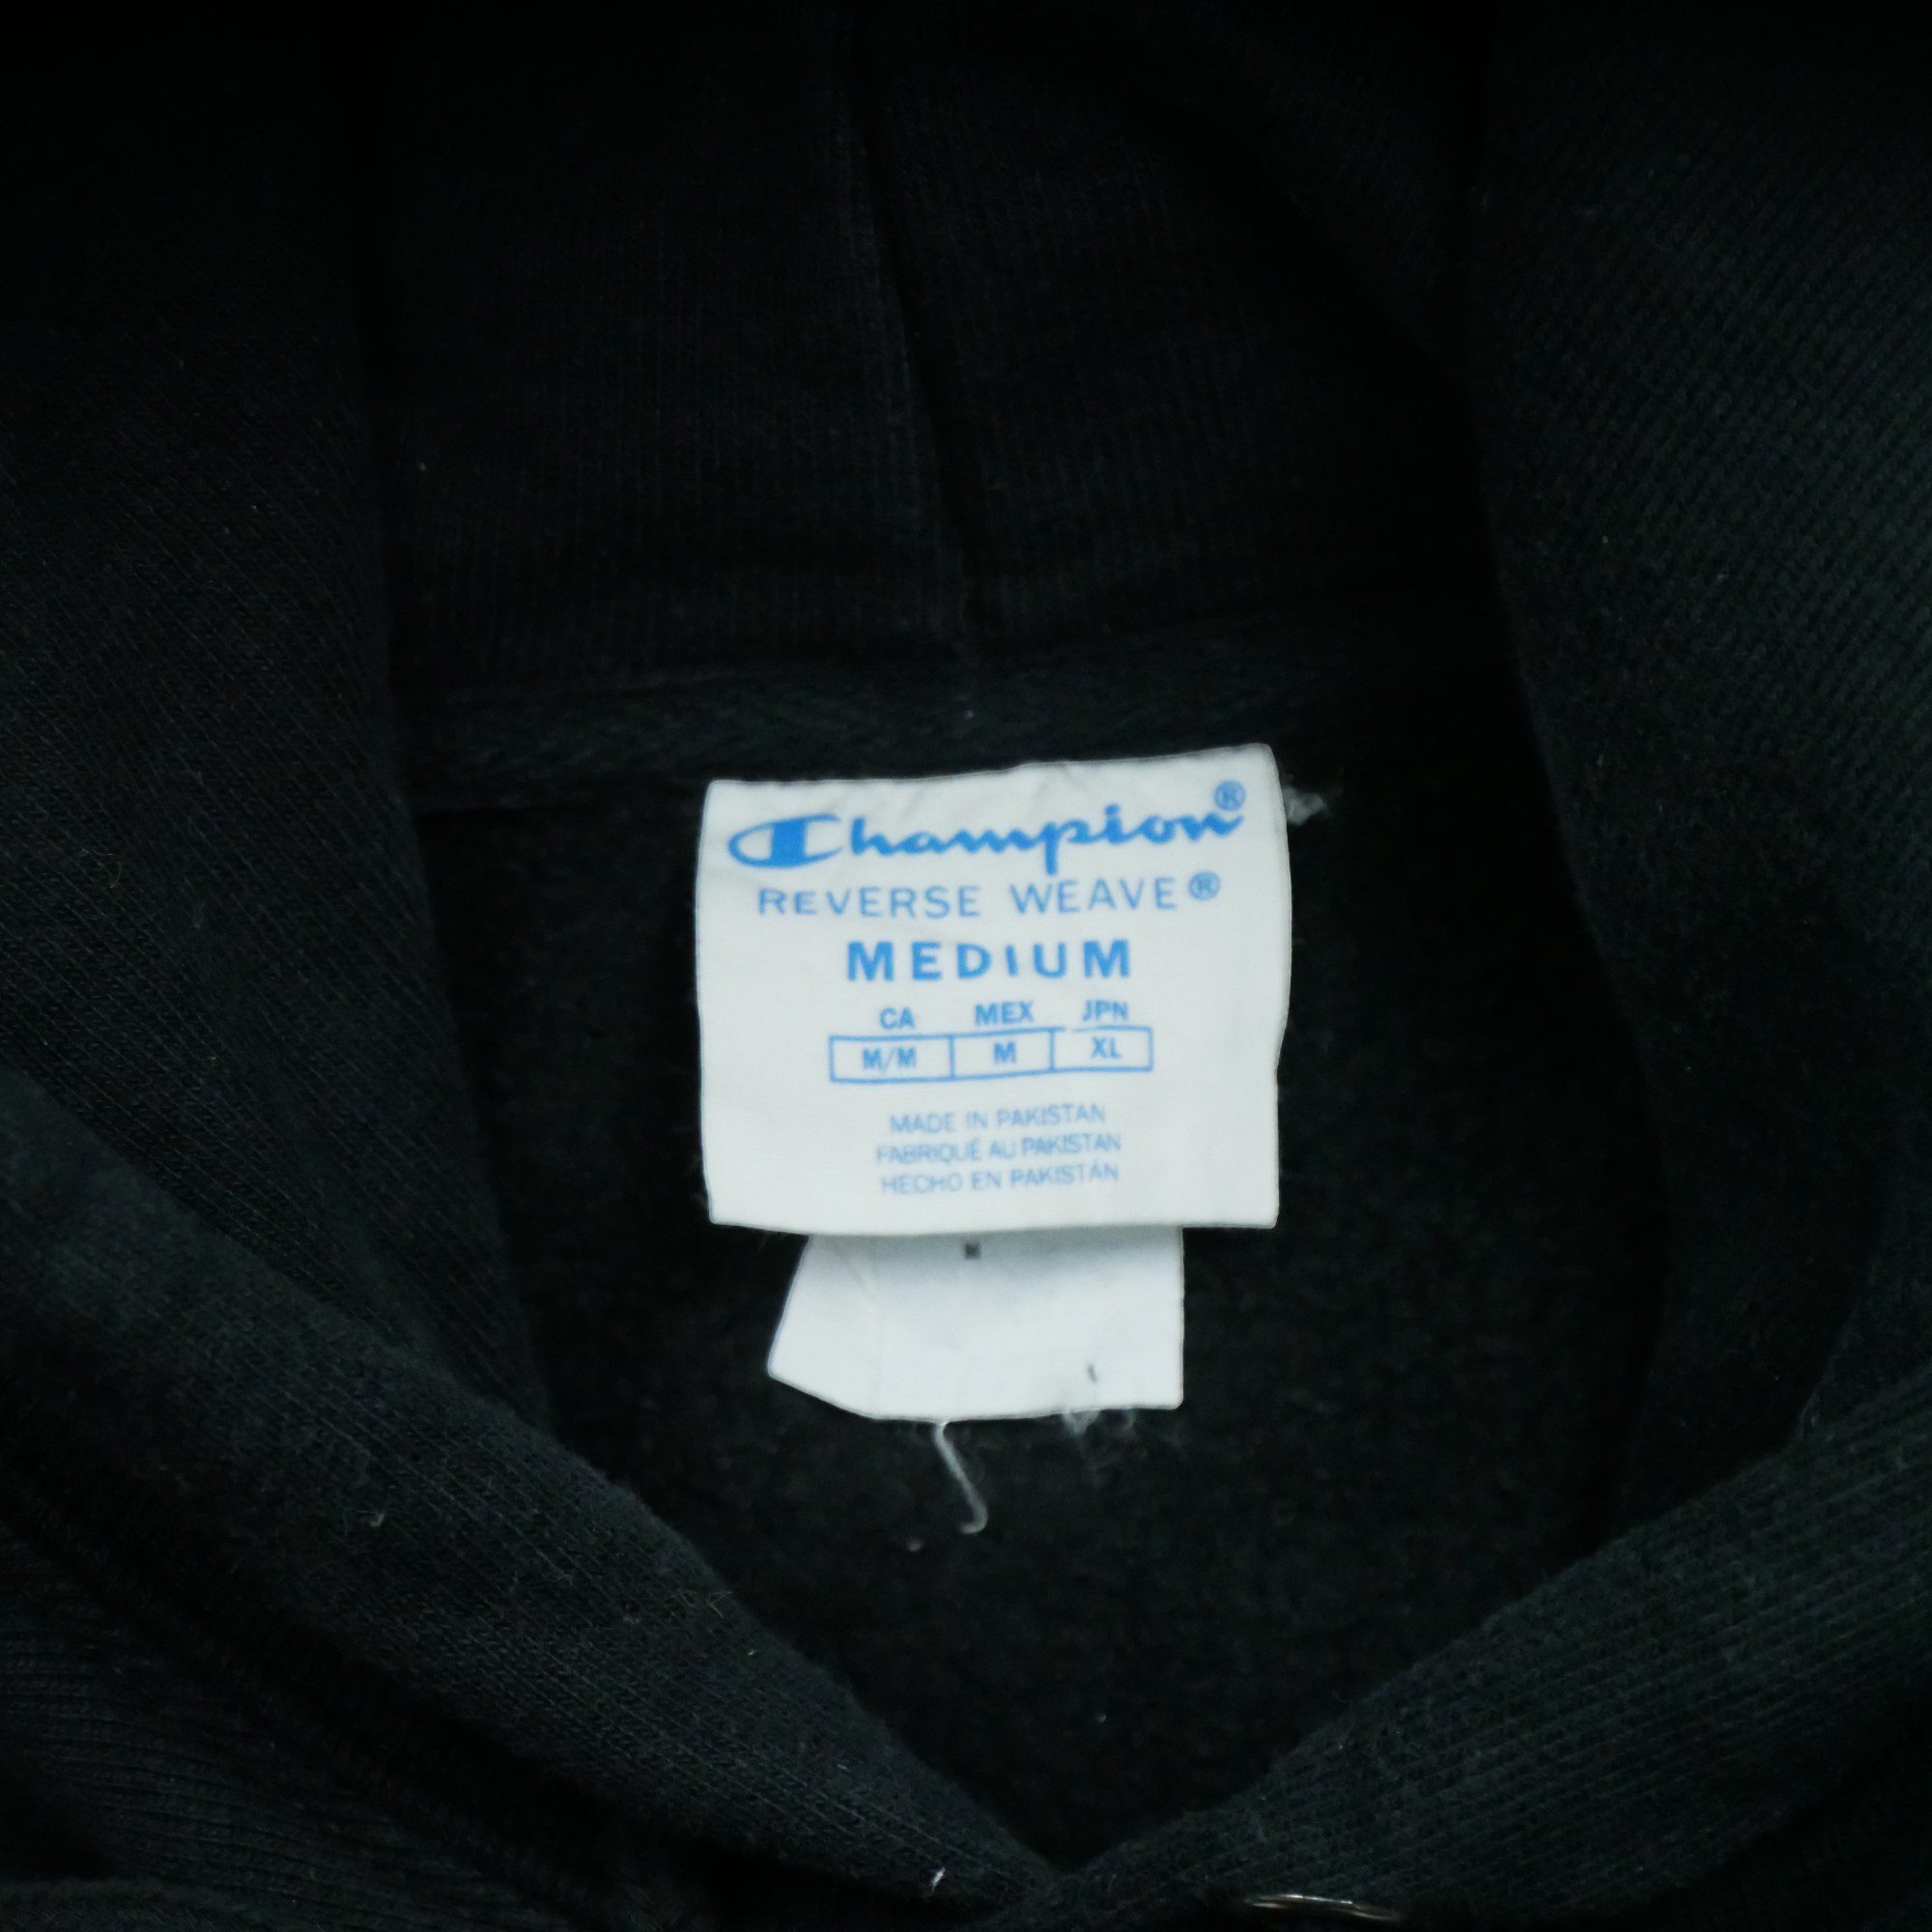 Champion®
REVERSE WEAVE®
MEDIUM
CA MEX JPN
M/M M XL
MADE IN PAKISTAN
FABRIQUÉ AU PAKISTAN
HECHO EN PAKISTÁN